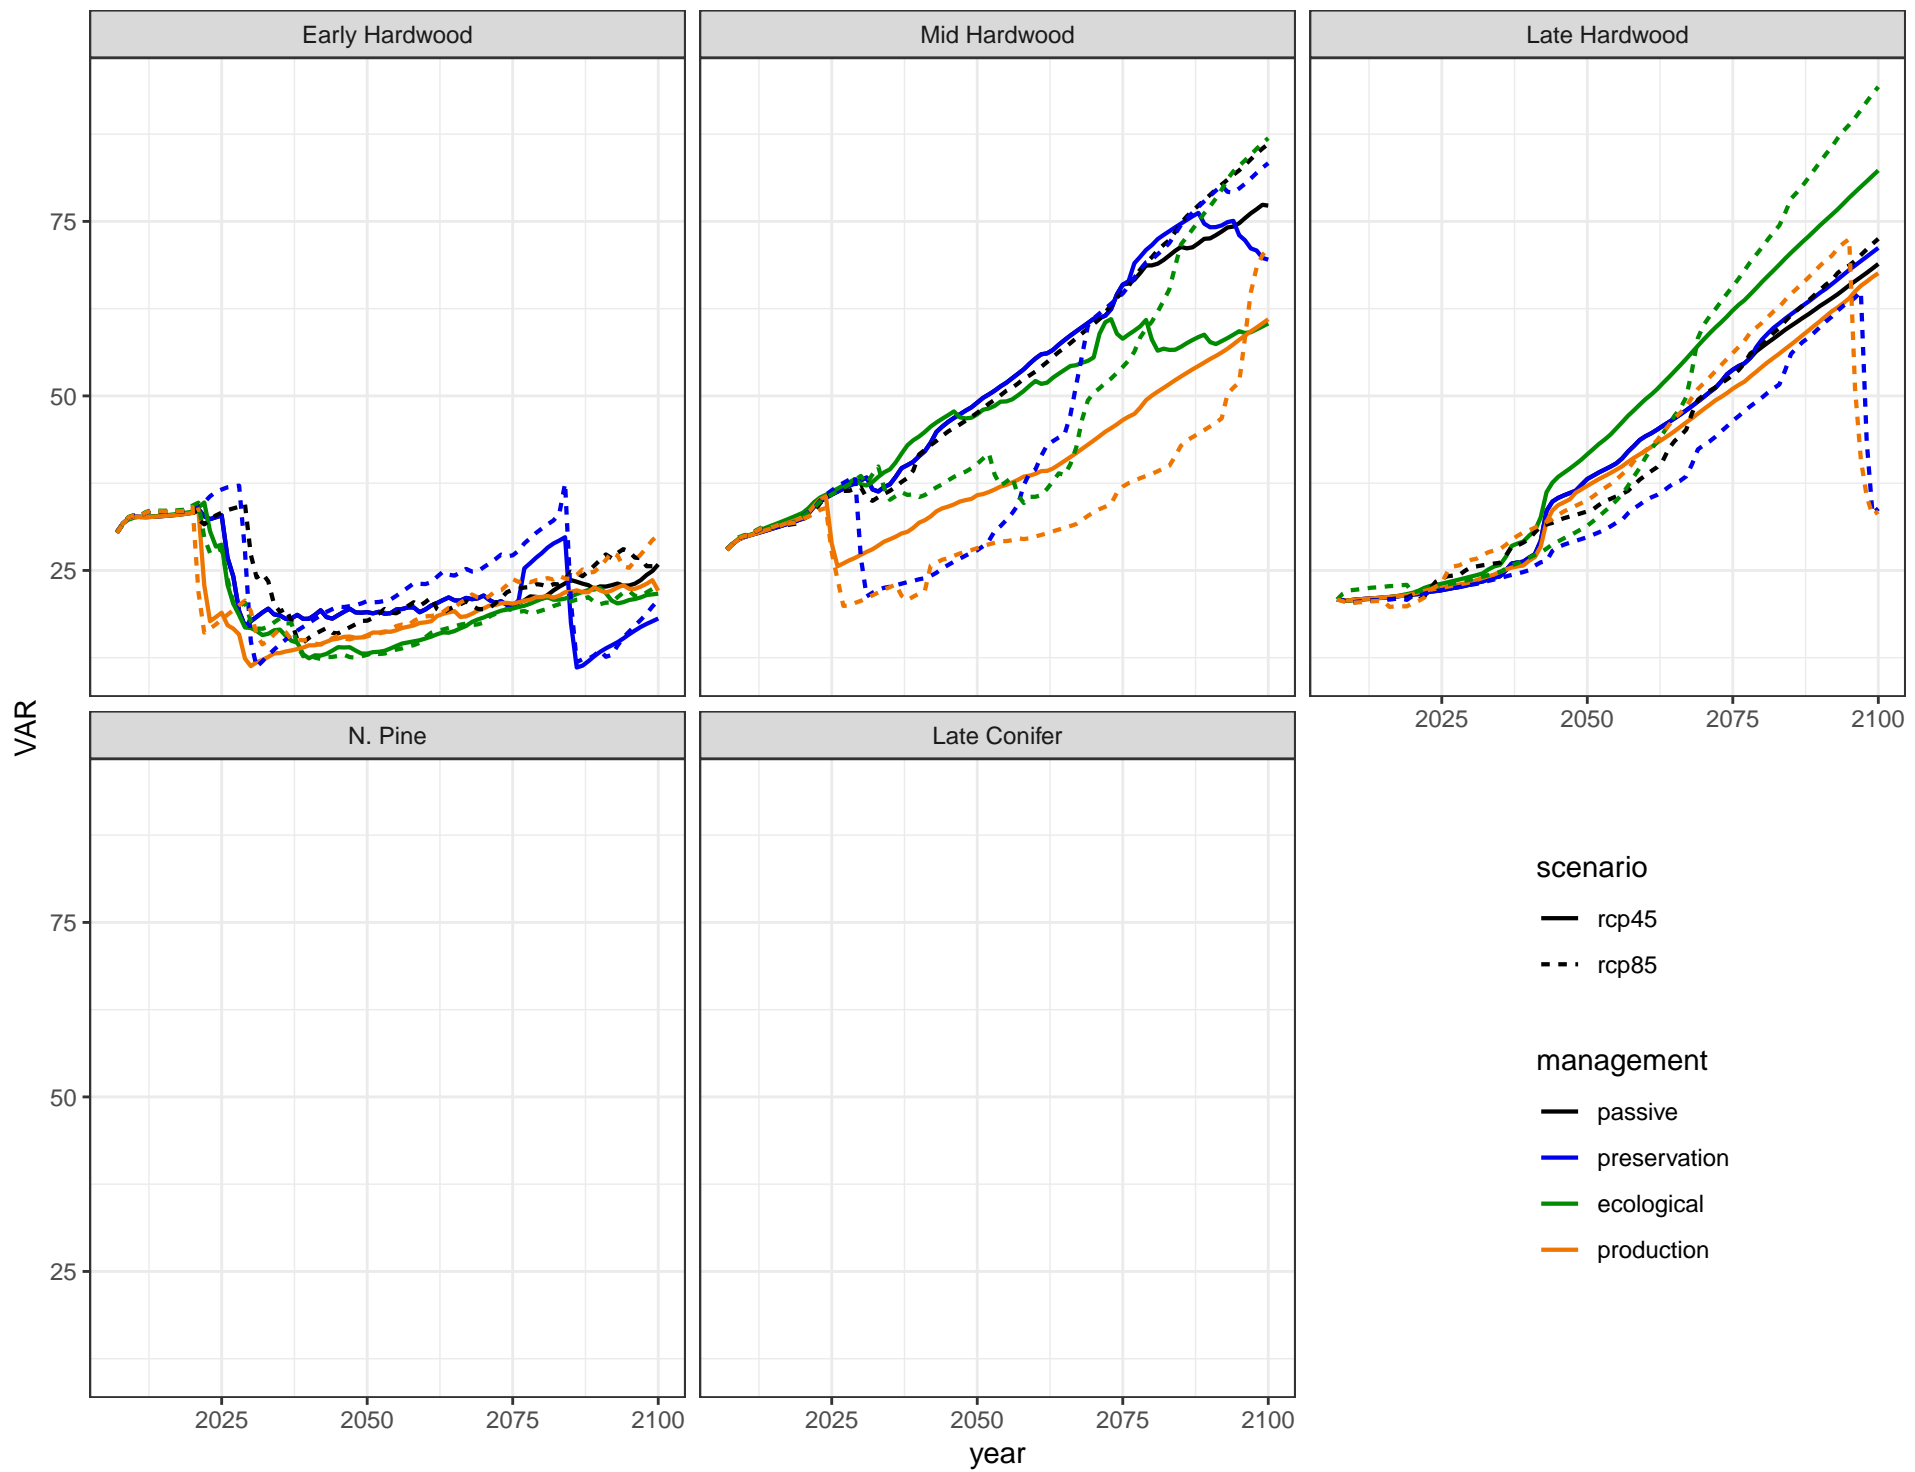 Early Hardwood
Mid Hardwood
Late Hardwood
75
50
25
2025 2050 2075 2100
VAR
N. Pine
Late Conifer
75
50
25
2025 2050 2075 2100
2025 2050 2075 2100
year
scenario
rcp45
rcp85
management
passive
preservation
ecological
production